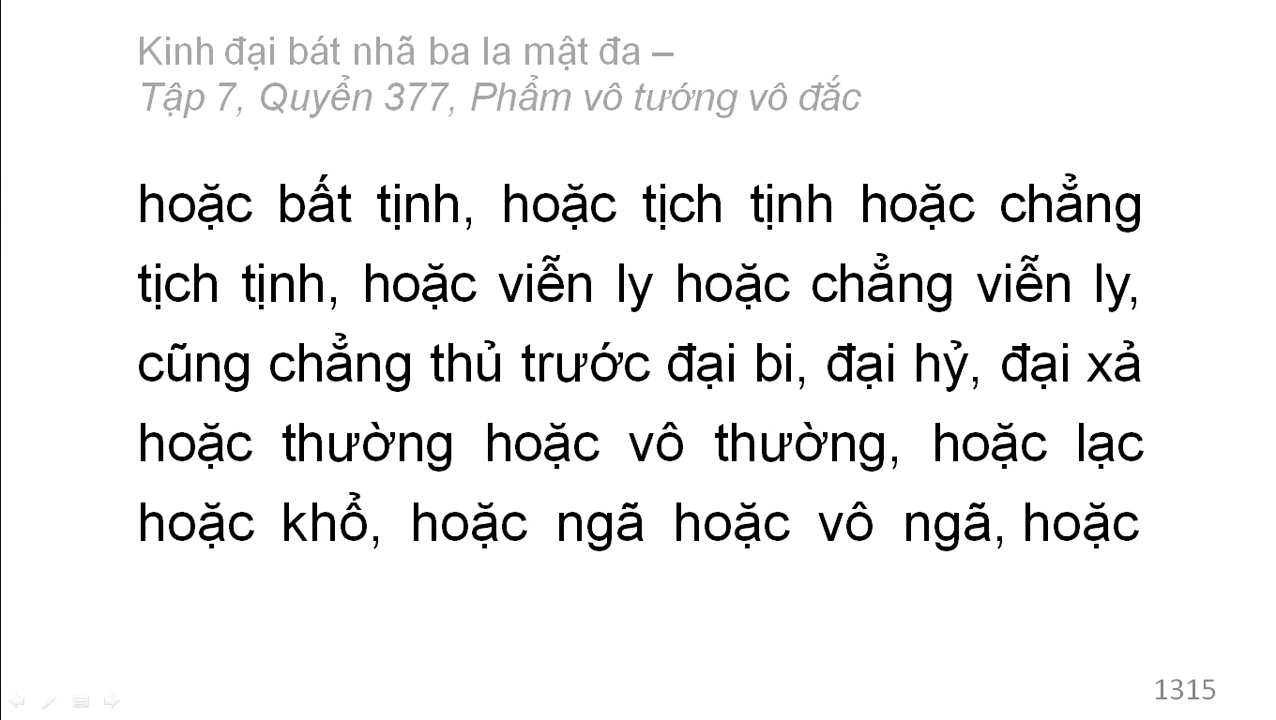 Kinh đại bát nhã ba la mật đa –
Tập 7, Quyển 377, Phẩm vô tướng vô đắc
hoặc bất tịnh, hoặc tịch tịnh hoặc chẳng
tịch tịnh, hoặc viễn ly hoặc chẳng viễn ly,
cũng chẳng thủ trước đại bi, đại hỷ, đại xả
hoặc thường hoặc vô thường, hoặc lạc
hoặc khổ, hoặc ngã hoặc vô ngã, hoặc
1315